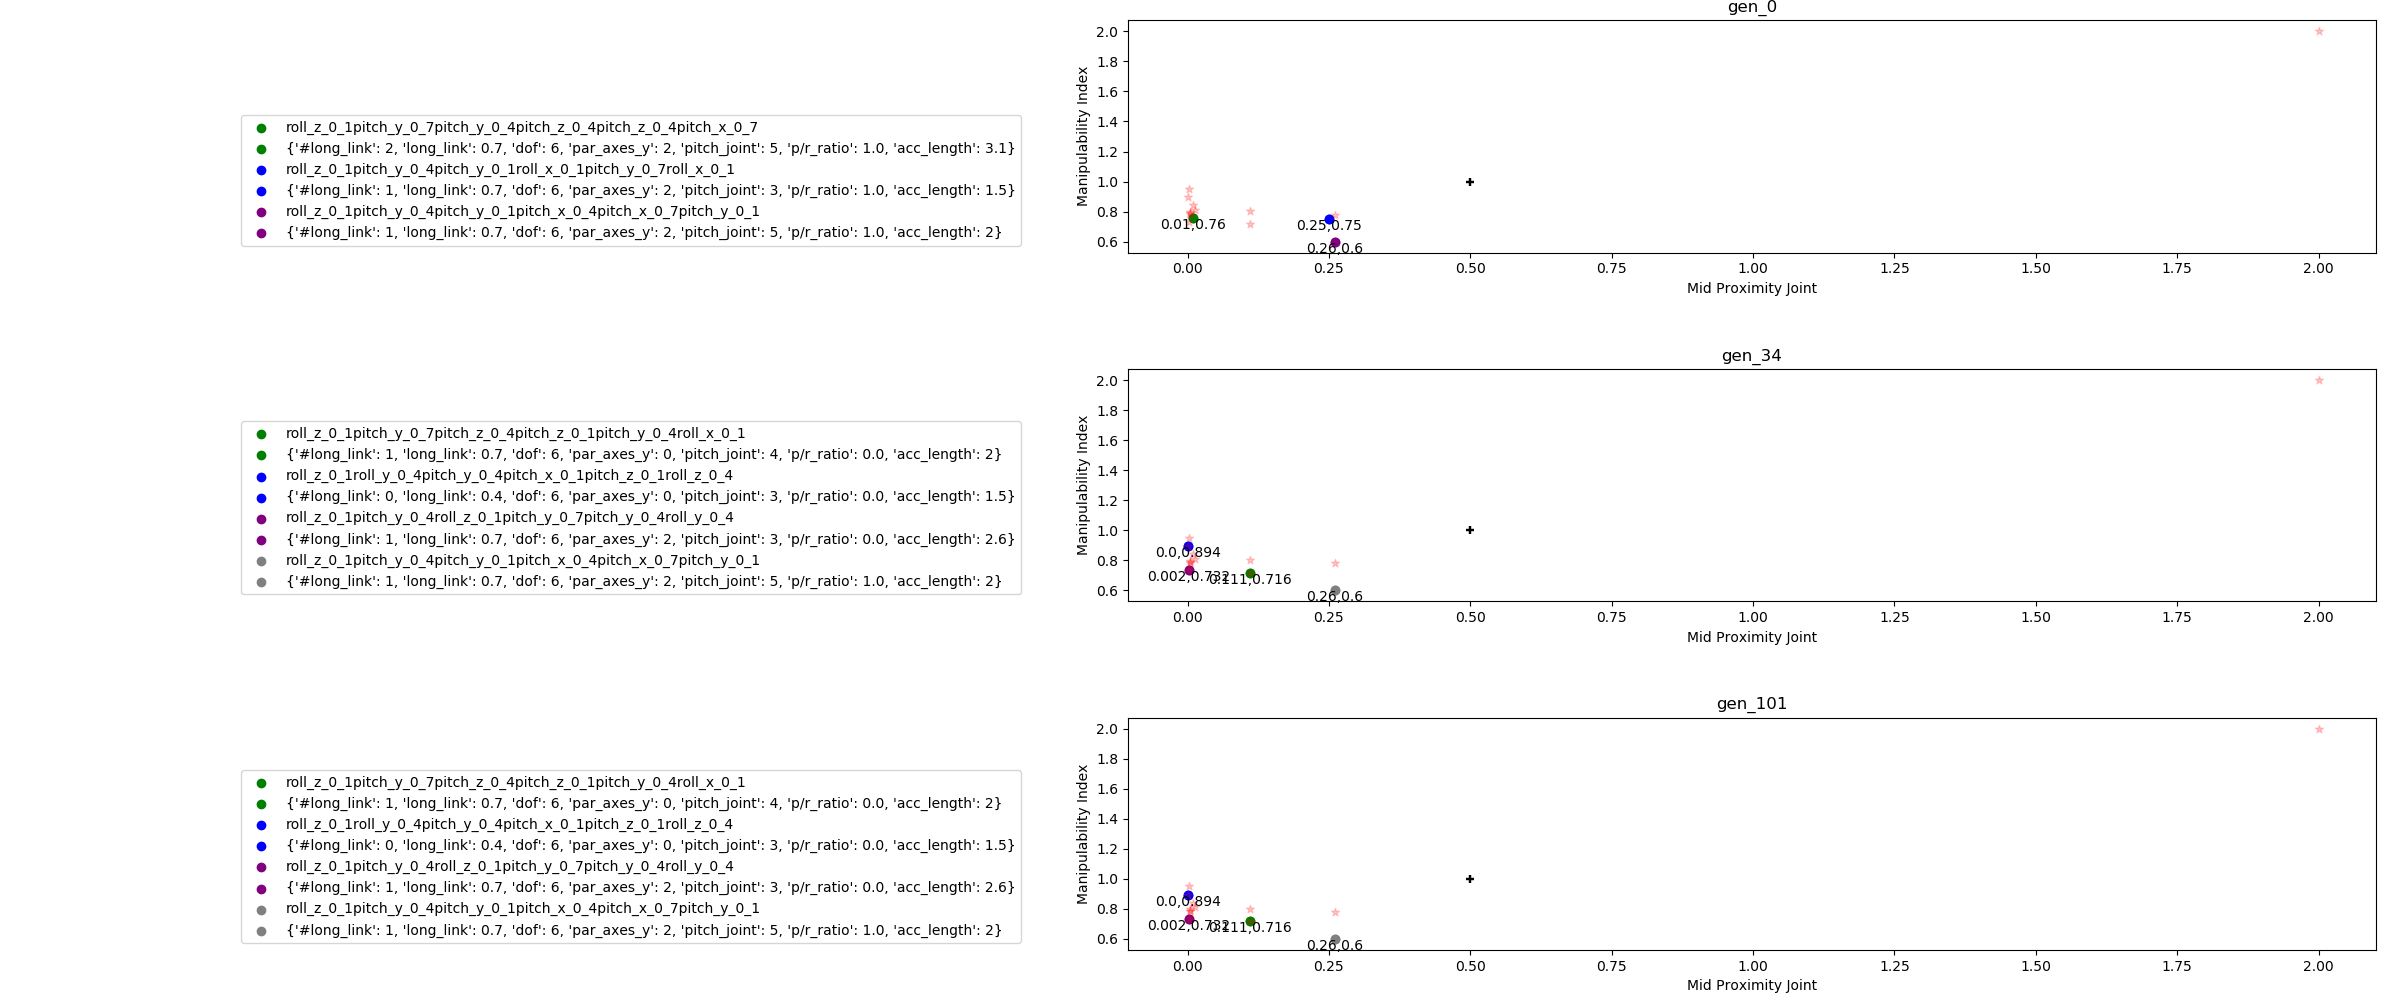 gen_0
roll_z_0_1pitch_y_0_7pitch_y_0_4pitch_z_0_4pitch_z_0_4pitch_x_0_7
{'#long_link': 2, 'long_link': 0.7, 'dof': 6, 'par_axes_y': 2, 'pitch_joint': 5, 'p/r_ratio': 1.0, 'acc_length': 3.1}
roll_z_0_1pitch_y_0_4pitch_y_0_1roll_x_0_1pitch_y_0_7roll_x_0_1
{'#long_link': 1, 'long_link': 0.7, 'dof': 6, 'par_axes_y': 2, 'pitch_joint': 3, 'p/r_ratio': 1.0, 'acc_length': 1.5}
roll_z_0_1pitch_y_0_4pitch_y_0_1pitch_x_0_4pitch_x_0_7pitch_y_0_1
{'#long_link': 1, 'long_link': 0.7, 'dof': 6, 'par_axes_y': 2, 'pitch_joint': 5, 'p/r_ratio': 1.0, 'acc_length': 2}
Manipulability Index
2.0
1.8
1.6
1.4
1.2
1.0
0.8
0.6
0.01,0.76
0.25,0.75
0.26,0.6
0.00 0.25 0.50 0.75 1.00 1.25 1.50 1.75 2.00
Mid Proximity Joint
gen_34
roll_z_0_1pitch_y_0_7pitch_z_0_4pitch_z_0_1pitch_y_0_4roll_x_0_1
{'#long_link': 1, 'long_link': 0.7, 'dof': 6, 'par_axes_y': 0, 'pitch_joint': 4, 'p/r_ratio': 0.0, 'acc_length': 2}
roll_z_0_1roll_y_0_4pitch_y_0_4pitch_x_0_1pitch_z_0_1roll_z_0_4
{'#long_link': 0, 'long_link': 0.4, 'dof': 6, 'par_axes_y': 0, 'pitch_joint': 3, 'p/r_ratio': 0.0, 'acc_length': 1.5}
roll_z_0_1pitch_y_0_4roll_z_0_1pitch_y_0_7pitch_y_0_4roll_y_0_4
{'#long_link': 1, 'long_link': 0.7, 'dof': 6, 'par_axes_y': 2, 'pitch_joint': 3, 'p/r_ratio': 0.0, 'acc_length': 2.6}
roll_z_0_1pitch_y_0_4pitch_y_0_1pitch_x_0_4pitch_x_0_7pitch_y_0_1
{'#long_link': 1, 'long_link': 0.7, 'dof': 6, 'par_axes_y': 2, 'pitch_joint': 5, 'p/r_ratio': 1.0, 'acc_length': 2}
Manipulability Index
2.0
1.8
1.6
1.4
1.2
1.0
0.8
0.6
0.0,0.894
0.002,0.732
0.111,0.716
0.26,0.6
0.00 0.25 0.50 0.75 1.00 1.25 1.50 1.75 2.00
Mid Proximity Joint
gen_101
roll_z_0_1pitch_y_0_7pitch_z_0_4pitch_z_0_1pitch_y_0_4roll_x_0_1
{'#long_link': 1, 'long_link': 0.7, 'dof': 6, 'par_axes_y': 0, 'pitch_joint': 4, 'p/r_ratio': 0.0, 'acc_length': 2}
roll_z_0_1roll_y_0_4pitch_y_0_4pitch_x_0_1pitch_z_0_1roll_z_0_4
{'#long_link': 0, 'long_link': 0.4, 'dof': 6, 'par_axes_y': 0, 'pitch_joint': 3, 'p/r_ratio': 0.0, 'acc_length': 1.5}
roll_z_0_1pitch_y_0_4roll_z_0_1pitch_y_0_7pitch_y_0_4roll_y_0_4
{'#long_link': 1, 'long_link': 0.7, 'dof': 6, 'par_axes_y': 2, 'pitch_joint': 3, 'p/r_ratio': 0.0, 'acc_length': 2.6}
roll_z_0_1pitch_y_0_4pitch_y_0_1pitch_x_0_4pitch_x_0_7pitch_y_0_1
{'#long_link': 1, 'long_link': 0.7, 'dof': 6, 'par_axes_y': 2, 'pitch_joint': 5, 'p/r_ratio': 1.0, 'acc_length': 2}
Manipulability Index
2.0
1.8
1.6
1.4
1.2
1.0
0.8
0.6
0.0,0.894
0.002,0.732
0.111,0.716
0.26,0.6
0.00 0.25 0.50 0.75 1.00 1.25 1.50 1.75 2.00
Mid Proximity Joint